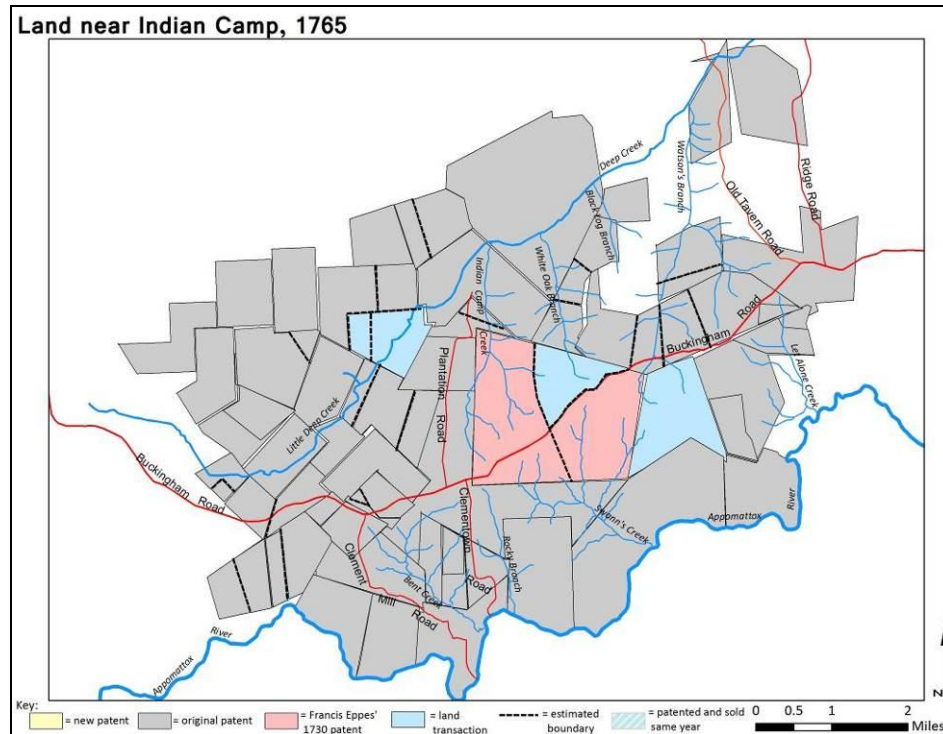 Land near Indian Camp, 1765
Deep Creek
Black Log Branch
Watson's Branch
Old Tavern Road
Ridge Road
Indian Camp
Creek
White Oak Branch
Buckingham Road
Let Alone Creek
Plantation Road
Little Deep Creek
Buckingham Road
Clementown
Road
Swann's Creek
Appomattox
River
Rocky Branch
Clement
Mill
Road
Bent Creek
Appomattox
River
N
Key:
= new patent
= original patent
= Francis Eppes'
1730 patent
= land
transaction
= estimated
boundary
= patented and sold
same year
0 0.5 1 2
Miles